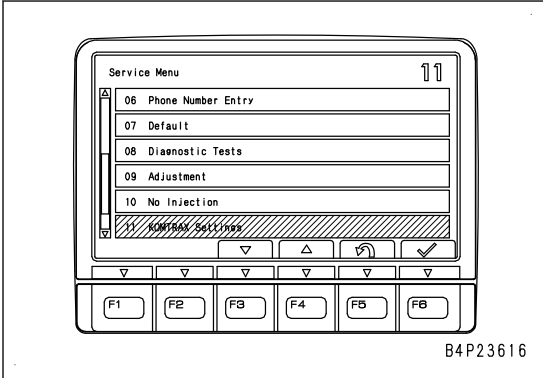 Service Menu 11
06 Phone Number Entry
07 Default
08 Diagnostic Tests
09 Adjustment
10 No Injection
11 KOMTRAX Settings
F1 F2 F3 F4 F5 F6
B4P23616